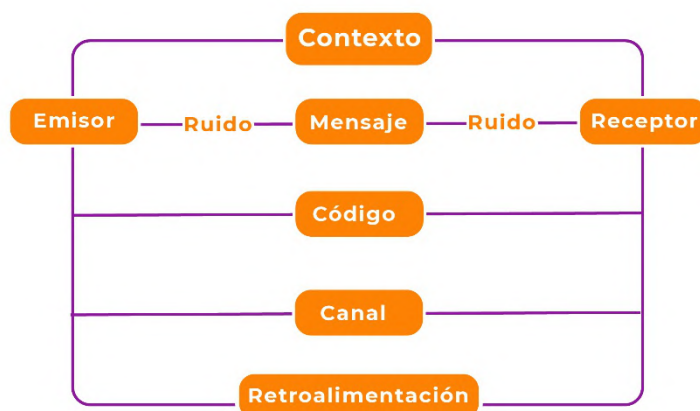 Contexto
Emisor Ruido Mensaje Ruido Receptor
Código
Canal
Retroalimentación